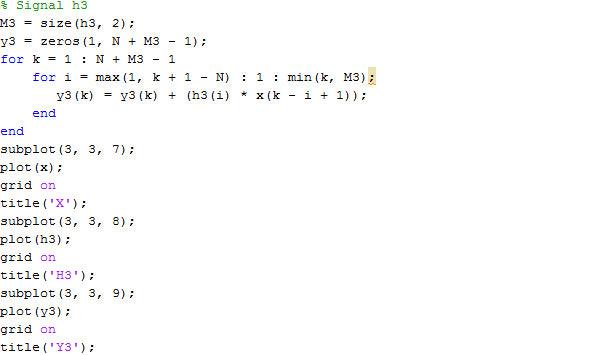 % Signal h3
M3 = size(h3, 2);
y3 = zeros(1, N + M3 - 1);
for k = 1 : N + M3 - 1
    for i = max(1, k + 1 - N) : 1 : min(k, M3);
       y3(k) = y3(k) + (h3(i) * x(k - i + 1));
    end
end
subplot(3, 3, 7);
plot(x);
grid on
title('X');
subplot(3, 3, 8);
plot(h3);
grid on
title('H3');
subplot(3, 3, 9);
plot(y3);
grid on
title('Y3');